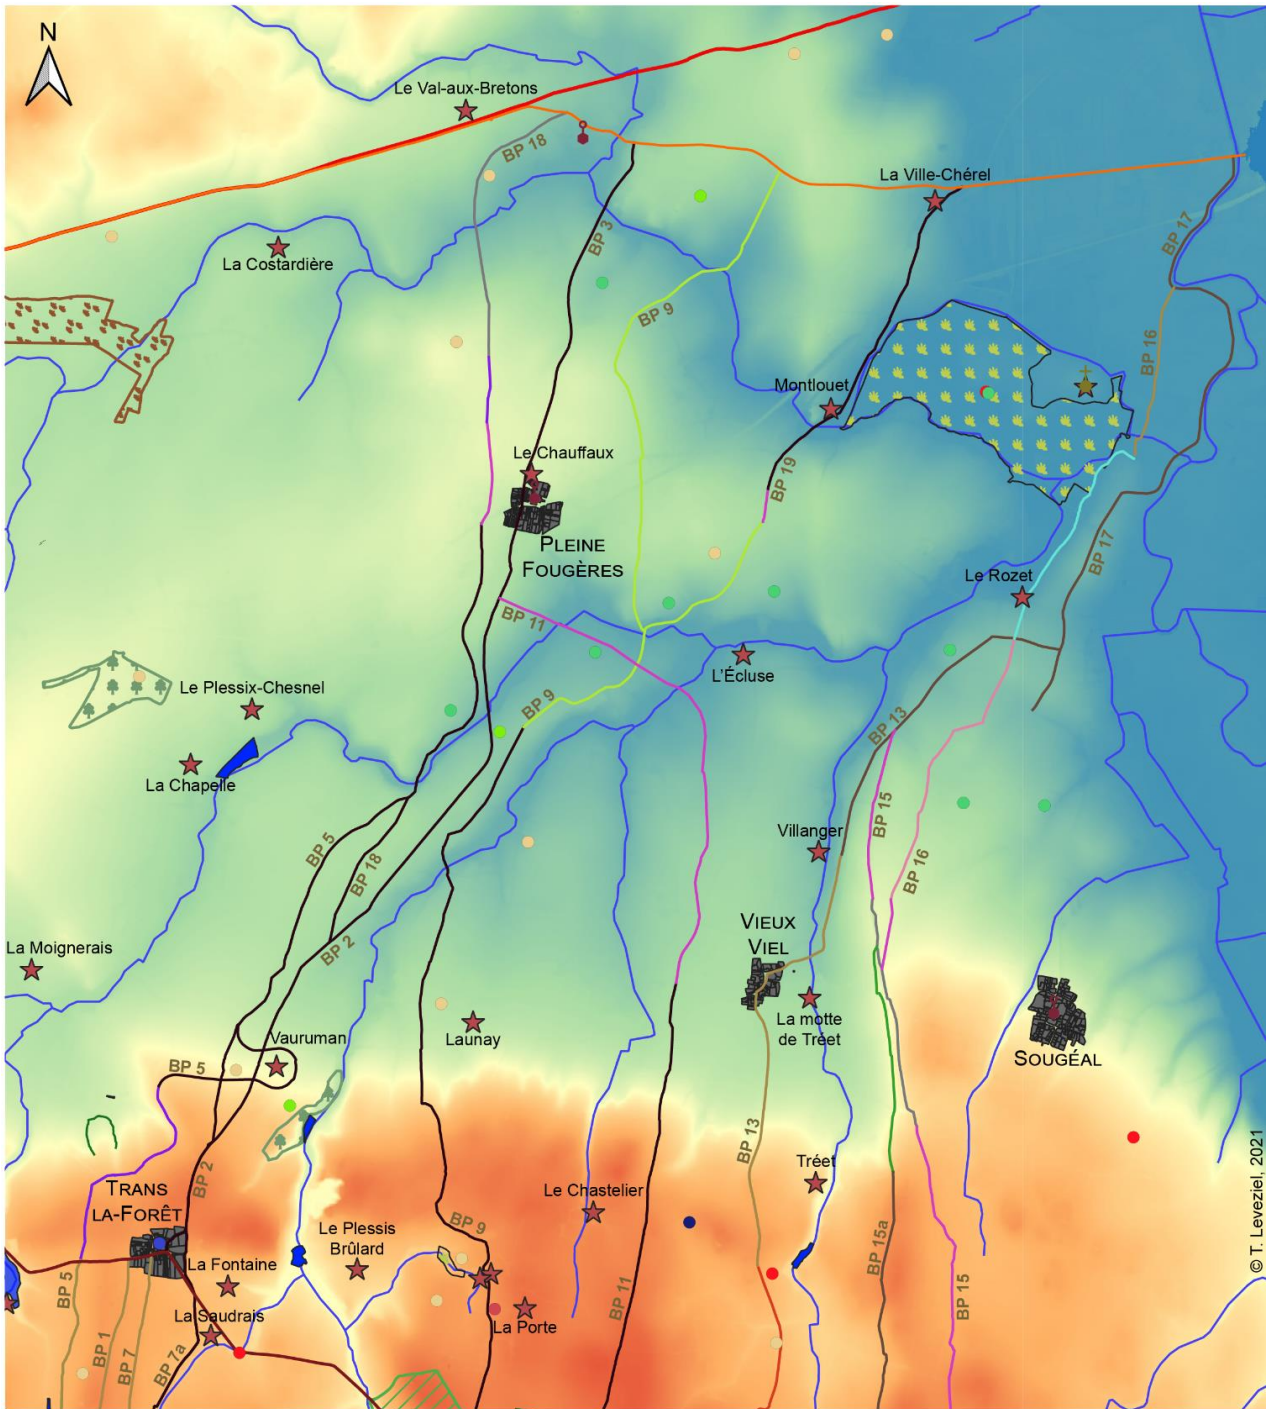 N
Le Val-aux-Bretons
BP 18
La Ville-Chérel
BP 3
BP 17
La Costardière
BP 9
BP 16
Montlouet
Le Chauffaux
BP 19
PLEINE
FOUGÈRES
BP 17
Le Rozet
BP 11
L'Écluse
Le Plessix-Chesnel
BP 9
BP 13
La Chapelle
BP 15
Villanger
BP 5
BP 18
BP 16
VIEUX
VIEL
La Moignerais
BP 2
La motte
de Tréet
Vauruman
Launay
SOUGÉAL
BP 5
BP 13
© T. Leveziel, 2021
Tréet
BP 2
TRANS
LA-FORÊT
Le Chastelier
Le Plessis
Brûlard
BP 9
BP 15a
La Fontaine
BP 5
BP 11
BP 15
La Saudrais
La Porte
BP 1
BP 7
BP 7a